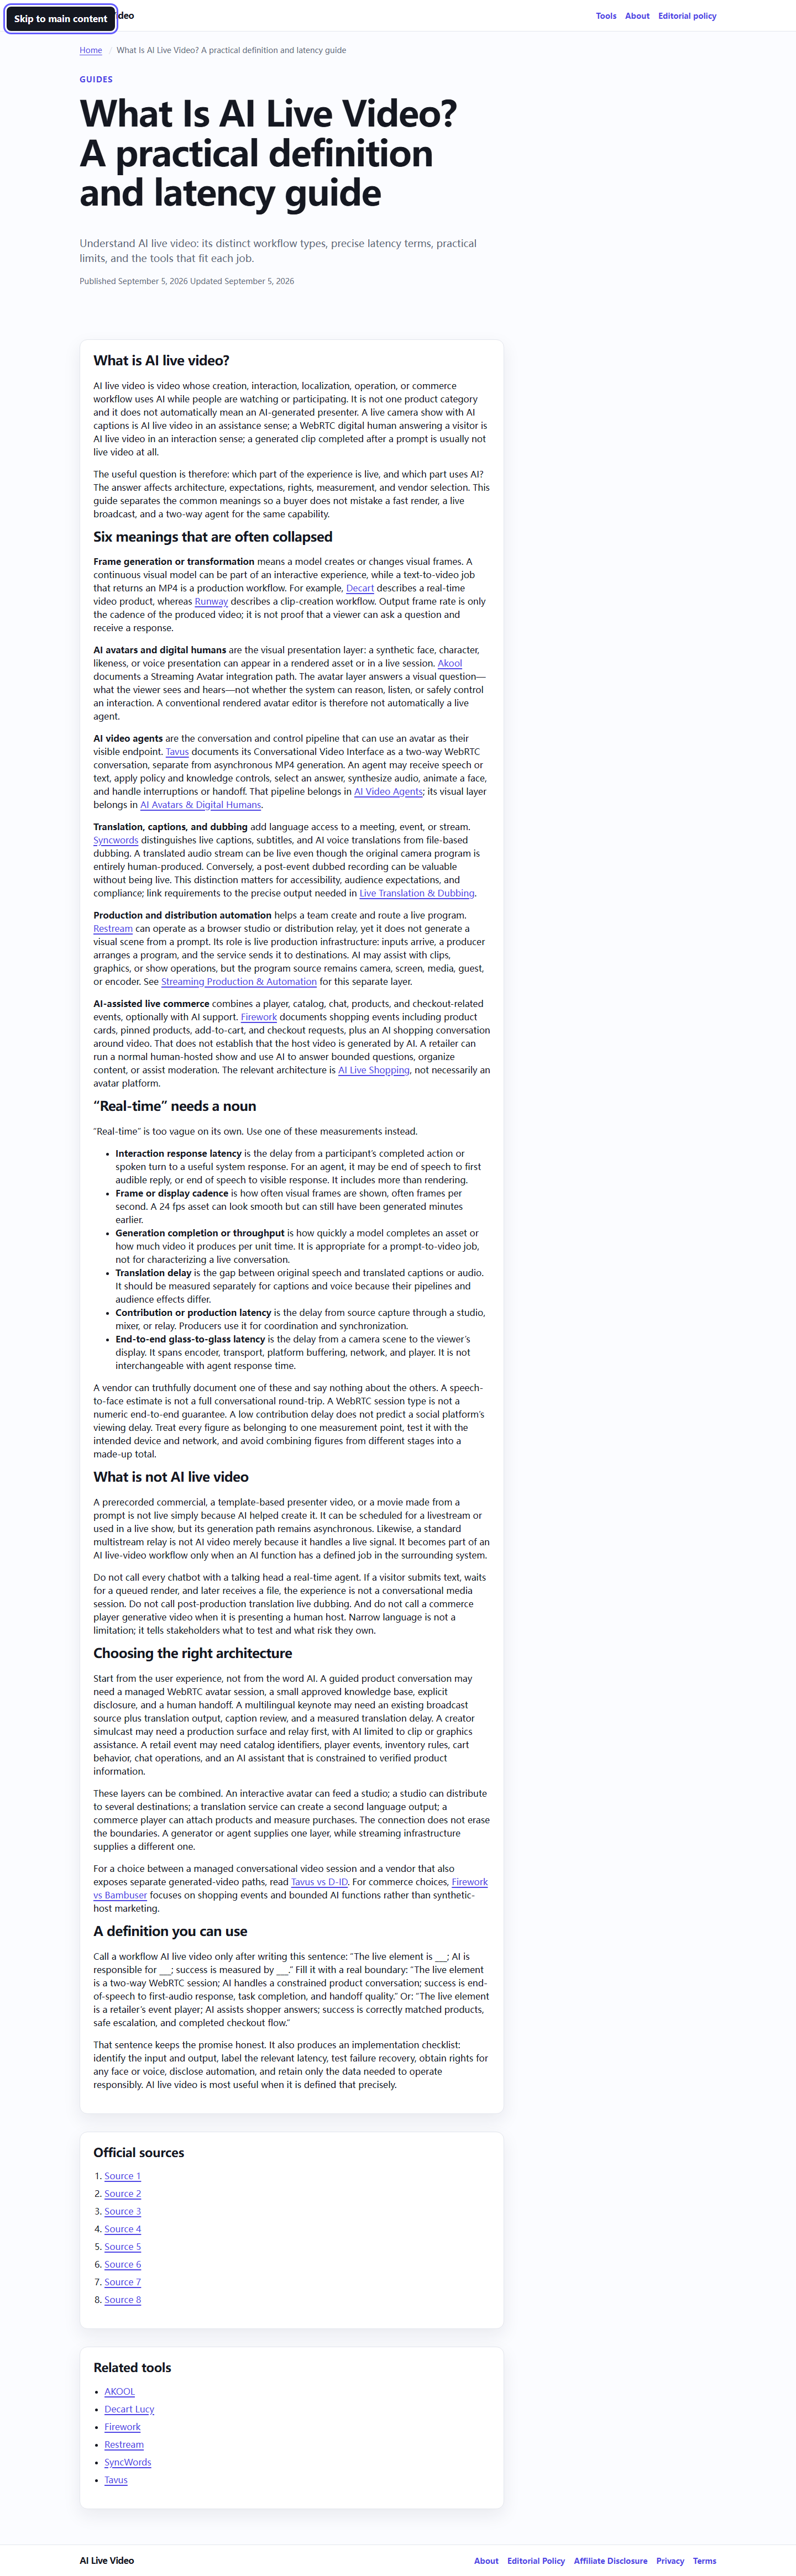 Skip to main content
Video
Tools About Editorial policy
Home / What Is AI Live Video? A practical definition and latency guide
GUIDES
What Is AI Live Video?
A practical definition
and latency guide
Understand AI live video: its distinct workflow types, precise latency terms, practical
limits, and the tools that fit each job.
Published September 5, 2026 Updated September 5, 2026
What is AI live video?
AI live video is video whose creation, interaction, localization, operation, or commerce
workflow uses AI while people are watching or participating. It is not one product category
and it does not automatically mean an AI-generated presenter. A live camera show with AI
captions is AI live video in an assistance sense; a WebRTC digital human answering a visitor is
AI live video in an interaction sense; a generated clip completed after a prompt is usually not
live video at all.
The useful question is therefore: which part of the experience is live, and which part uses AI?
The answer affects architecture, expectations, rights, measurement, and vendor selection. This
guide separates the common meanings so a buyer does not mistake a fast render, a live
broadcast, and a two-way agent for the same capability.
Six meanings that are often collapsed
Frame generation or transformation means a model creates or changes visual frames. A
continuous visual model can be part of an interactive experience, while a text-to-video job
that returns an MP4 is a production workflow. For example, Decart describes a real-time
video product, whereas Runway describes a clip-creation workflow. Output frame rate is only
the cadence of the produced video; it is not proof that a viewer can ask a question and
receive a response.
AI avatars and digital humans are the visual presentation layer: a synthetic face, character,
likeness, or voice presentation can appear in a rendered asset or in a live session. Akool
documents a Streaming Avatar integration path. The avatar layer answers a visual question—
what the viewer sees and hears—not whether the system can reason, listen, or safely control
an interaction. A conventional rendered avatar editor is therefore not automatically a live
agent.
AI video agents are the conversation and control pipeline that can use an avatar as their
visible endpoint. Tavus documents its Conversational Video Interface as a two-way WebRTC
conversation, separate from asynchronous MP4 generation. An agent may receive speech or
text, apply policy and knowledge controls, select an answer, synthesize audio, animate a face,
and handle interruptions or handoff. That pipeline belongs in AI Video Agents; its visual layer
belongs in AI Avatars & Digital Humans.
Translation, captions, and dubbing add language access to a meeting, event, or stream.
Syncwords distinguishes live captions, subtitles, and AI voice translations from file-based
dubbing. A translated audio stream can be live even though the original camera program is
entirely human-produced. Conversely, a post-event dubbed recording can be valuable
without being live. This distinction matters for accessibility, audience expectations, and
compliance; link requirements to the precise output needed in Live Translation & Dubbing.
Production and distribution automation helps a team create and route a live program.
Restream can operate as a browser studio or distribution relay, yet it does not generate a
visual scene from a prompt. Its role is live production infrastructure: inputs arrive, a producer
arranges a program, and the service sends it to destinations. AI may assist with clips,
graphics, or show operations, but the program source remains camera, screen, media, guest,
or encoder. See Streaming Production & Automation for this separate layer.
AI-assisted live commerce combines a player, catalog, chat, products, and checkout-related
events, optionally with AI support. Firework documents shopping events including product
cards, pinned products, add-to-cart, and checkout requests, plus an AI shopping conversation
around video. That does not establish that the host video is generated by AI. A retailer can
run a normal human-hosted show and use AI to answer bounded questions, organize
content, or assist moderation. The relevant architecture is AI Live Shopping, not necessarily an
avatar platform.
“Real-time” needs a noun
“Real-time” is too vague on its own. Use one of these measurements instead.
• Interaction response latency is the delay from a participant’s completed action or
spoken turn to a useful system response. For an agent, it may be end of speech to first
audible reply, or end of speech to visible response. It includes more than rendering.
• Frame or display cadence is how often visual frames are shown, often frames per
second. A 24 fps asset can look smooth but can still have been generated minutes
earlier.
• Generation completion or throughput is how quickly a model completes an asset or
how much video it produces per unit time. It is appropriate for a prompt-to-video job,
not for characterizing a live conversation.
• Translation delay is the gap between original speech and translated captions or audio.
It should be measured separately for captions and voice because their pipelines and
audience effects differ.
• Contribution or production latency is the delay from source capture through a studio,
mixer, or relay. Producers use it for coordination and synchronization.
• End-to-end glass-to-glass latency is the delay from a camera scene to the viewer’s
display. It spans encoder, transport, platform buffering, network, and player. It is not
interchangeable with agent response time.
A vendor can truthfully document one of these and say nothing about the others. A speech-
to-face estimate is not a full conversational round-trip. A WebRTC session type is not a
numeric end-to-end guarantee. A low contribution delay does not predict a social platform’s
viewing delay. Treat every figure as belonging to one measurement point, test it with the
intended device and network, and avoid combining figures from different stages into a
made-up total.
What is not AI live video
A prerecorded commercial, a template-based presenter video, or a movie made from a
prompt is not live simply because AI helped create it. It can be scheduled for a livestream or
used in a live show, but its generation path remains asynchronous. Likewise, a standard
multistream relay is not AI video merely because it handles a live signal. It becomes part of an
AI live-video workflow only when an AI function has a defined job in the surrounding system.
Do not call every chatbot with a talking head a real-time agent. If a visitor submits text, waits
for a queued render, and later receives a file, the experience is not a conversational media
session. Do not call post-production translation live dubbing. And do not call a commerce
player generative video when it is presenting a human host. Narrow language is not a
limitation; it tells stakeholders what to test and what risk they own.
Choosing the right architecture
Start from the user experience, not from the word AI. A guided product conversation may
need a managed WebRTC avatar session, a small approved knowledge base, explicit
disclosure, and a human handoff. A multilingual keynote may need an existing broadcast
source plus translation output, caption review, and a measured translation delay. A creator
simulcast may need a production surface and relay first, with AI limited to clip or graphics
assistance. A retail event may need catalog identifiers, player events, inventory rules, cart
behavior, chat operations, and an AI assistant that is constrained to verified product
information.
These layers can be combined. An interactive avatar can feed a studio; a studio can distribute
to several destinations; a translation service can create a second language output; a
commerce player can attach products and measure purchases. The connection does not erase
the boundaries. A generator or agent supplies one layer, while streaming infrastructure
supplies a different one.
For a choice between a managed conversational video session and a vendor that also
exposes separate generated-video paths, read Tavus vs D-ID. For commerce choices, Firework
vs Bambuser focuses on shopping events and bounded AI functions rather than synthetic-
host marketing.
A definition you can use
Call a workflow AI live video only after writing this sentence: “The live element is ___; AI is
responsible for ___; success is measured by ___.” Fill it with a real boundary: “The live element
is a two-way WebRTC session; AI handles a constrained product conversation; success is end-
of-speech to first-audio response, task completion, and handoff quality.” Or: “The live element
is a retailer’s event player; AI assists shopper answers; success is correctly matched products,
safe escalation, and completed checkout flow.”
That sentence keeps the promise honest. It also produces an implementation checklist:
identify the input and output, label the relevant latency, test failure recovery, obtain rights for
any face or voice, disclose automation, and retain only the data needed to operate
responsibly. AI live video is most useful when it is defined that precisely.
Official sources
1. Source 1
2. Source 2
3. Source 3
4. Source 4
5. Source 5
6. Source 6
7. Source 7
8. Source 8
Related tools
• AKOOL
• Decart Lucy
• Firework
• Restream
• SyncWords
• Tavus
AI Live Video
About Editorial Policy Affiliate Disclosure Privacy Terms